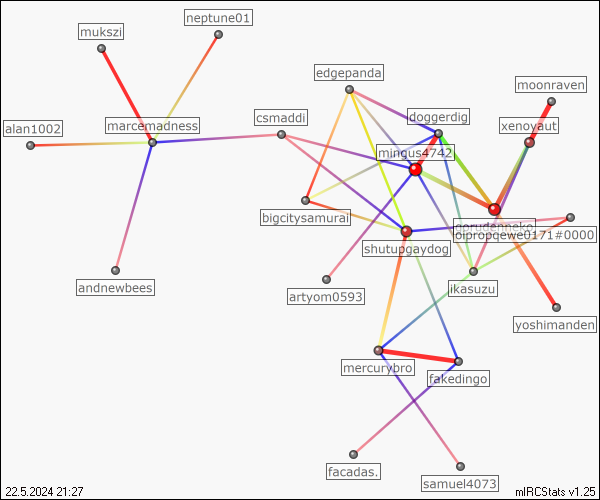 neptune01
mukszi
edgepanda
moonraven
csmaddi
doggerdig
alan1002
marcemadness
xenoyaut
mingus4742
bigcitysamurai
gorudenneko
oipropqewe0171#0000
shutupgaydog
andnewbees
artyom0593
ikasuzu
yoshimanden
mercurybro
fakedingo
facadas.
samuel4073
22.5.2024 21:27
mIRCStats v1.25